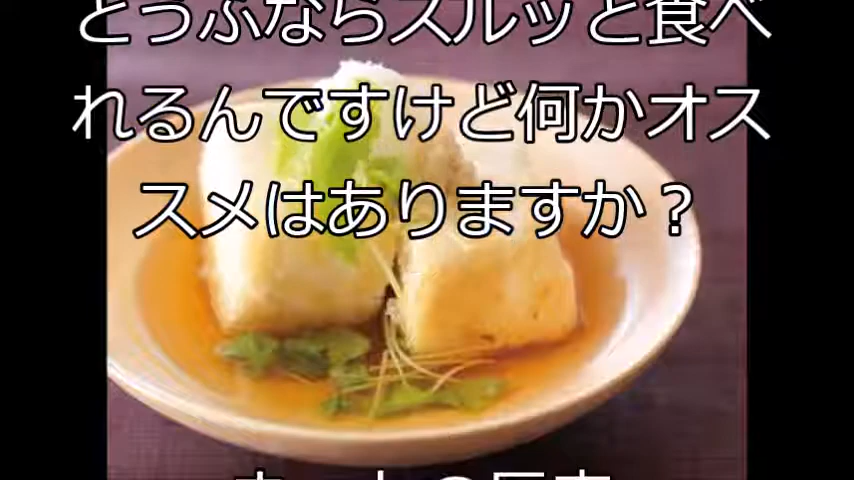 とうふならスルッと食べ
れるんですけど何かオス
スメはありますか？